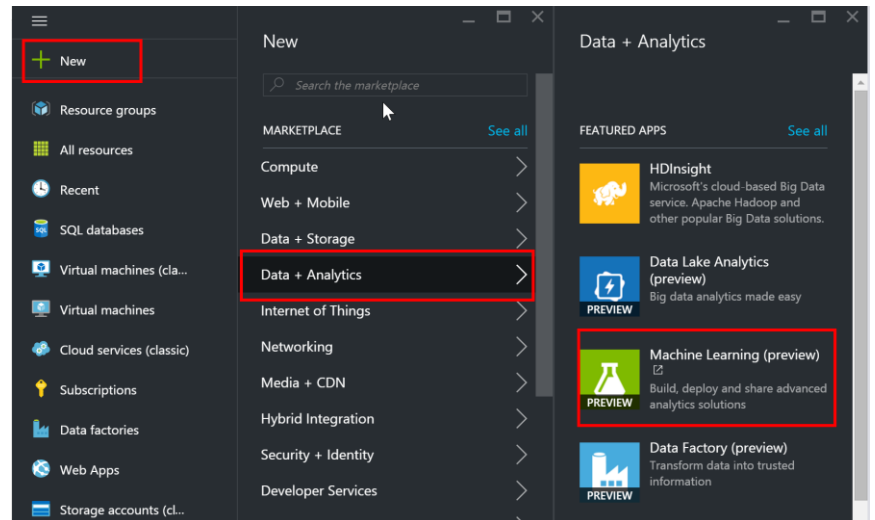 New
Resource groups
All resources
Recent
SQL databases
Virtual machines (cla...
Virtual machines
Cloud services (classic)
Subscriptions
Data factories
Web Apps
Storage accounts (cl...
New
Search the marketplace
MARKETPLACE
See all
Compute
Web + Mobile
Data + Storage
Data + Analytics
Internet of Things
Networking
Media + CDN
Hybrid Integration
Security + Identity
Developer Services
Data + Analytics
FEATURED APPS
See all
HDInsight
Microsoft's cloud-based Big Data
service. Apache Hadoop and
other popular Big Data solutions.
Data Lake Analytics
(preview)
Big data analytics made easy
PREVIEW
Machine Learning (preview)
Build, deploy and share advanced
analytics solutions
PREVIEW
Data Factory (preview)
Transform data into trusted
information
PREVIEW